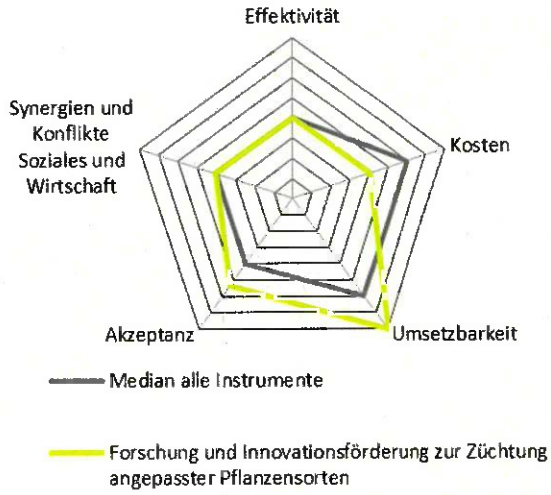 Effektivität
Synergien und
Konflikte
Soziales und
Wirtschaft
Kosten
Akzeptanz
Umsetzbarkeit
Median alle Instrumente
Forschung und Innovationsförderung zur Züchtung
angepasster Pflanzensorten